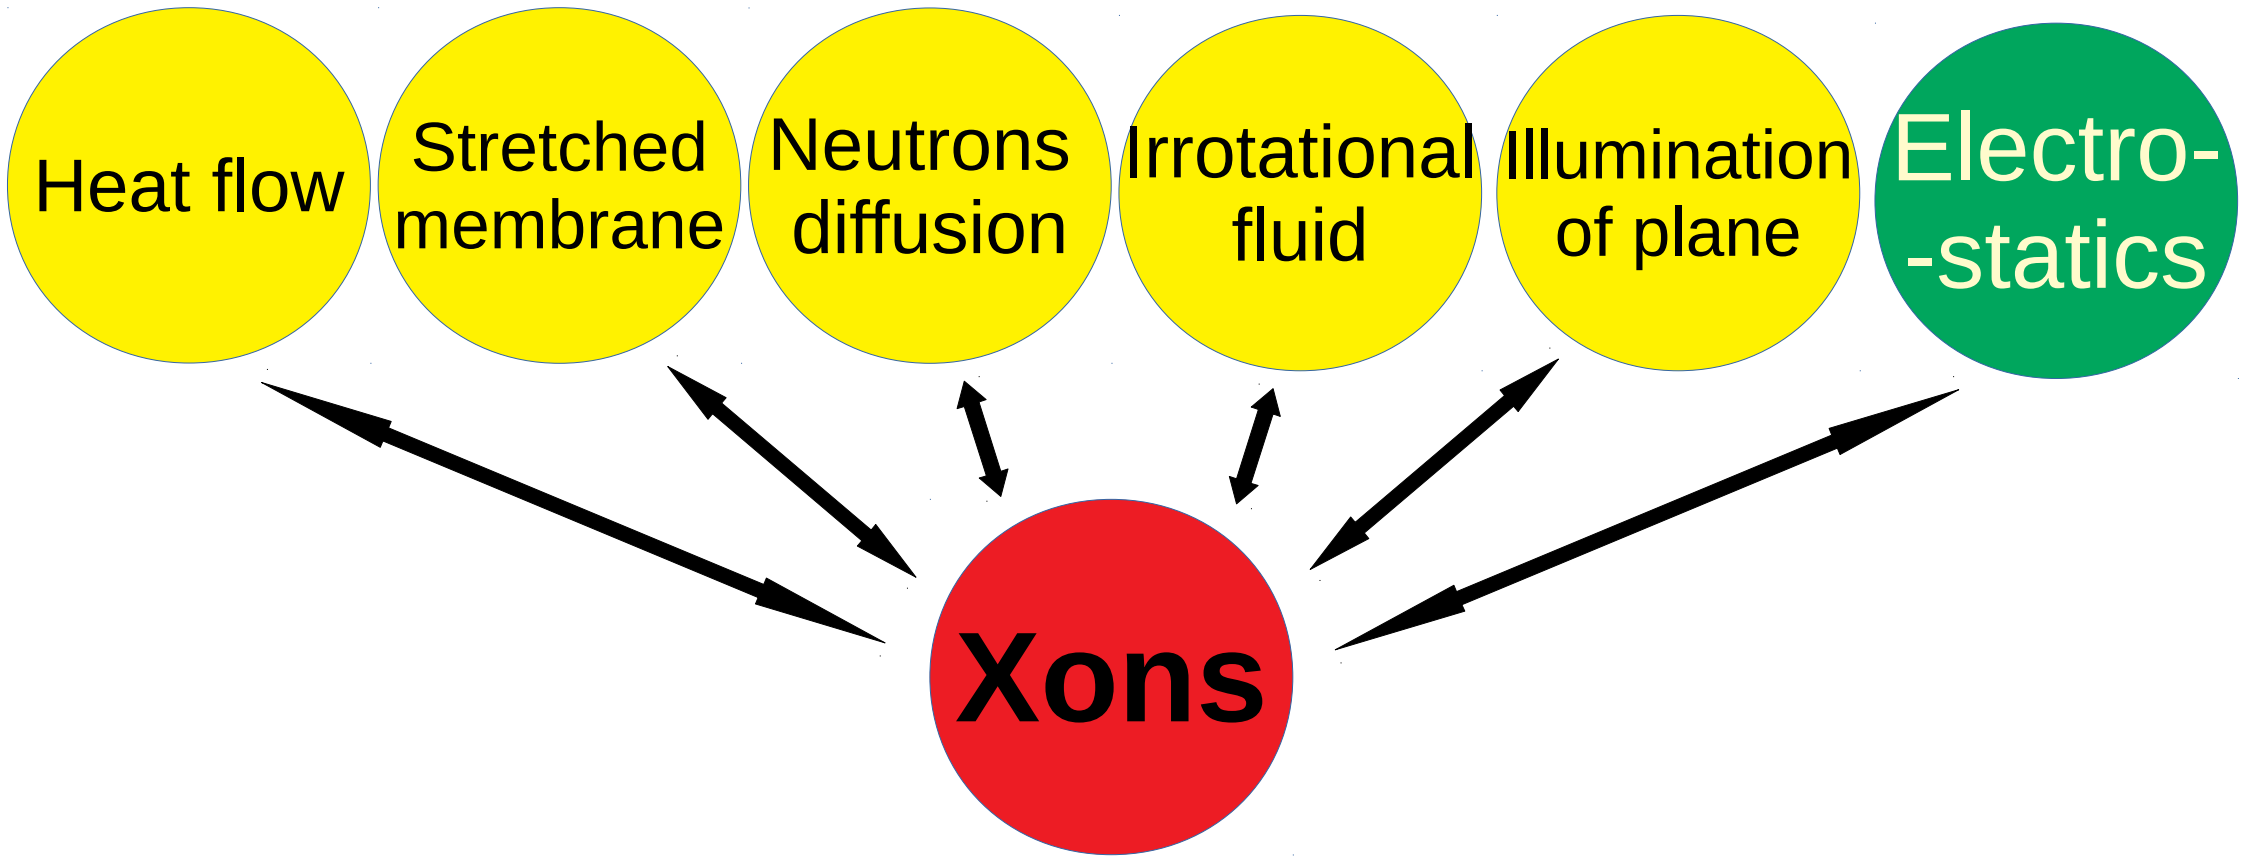 Heat flow
Stretched
membrane
Neutrons
diffusion
Irrotational
fluid
Illumination
of plane
Electro-
-statics
Xons